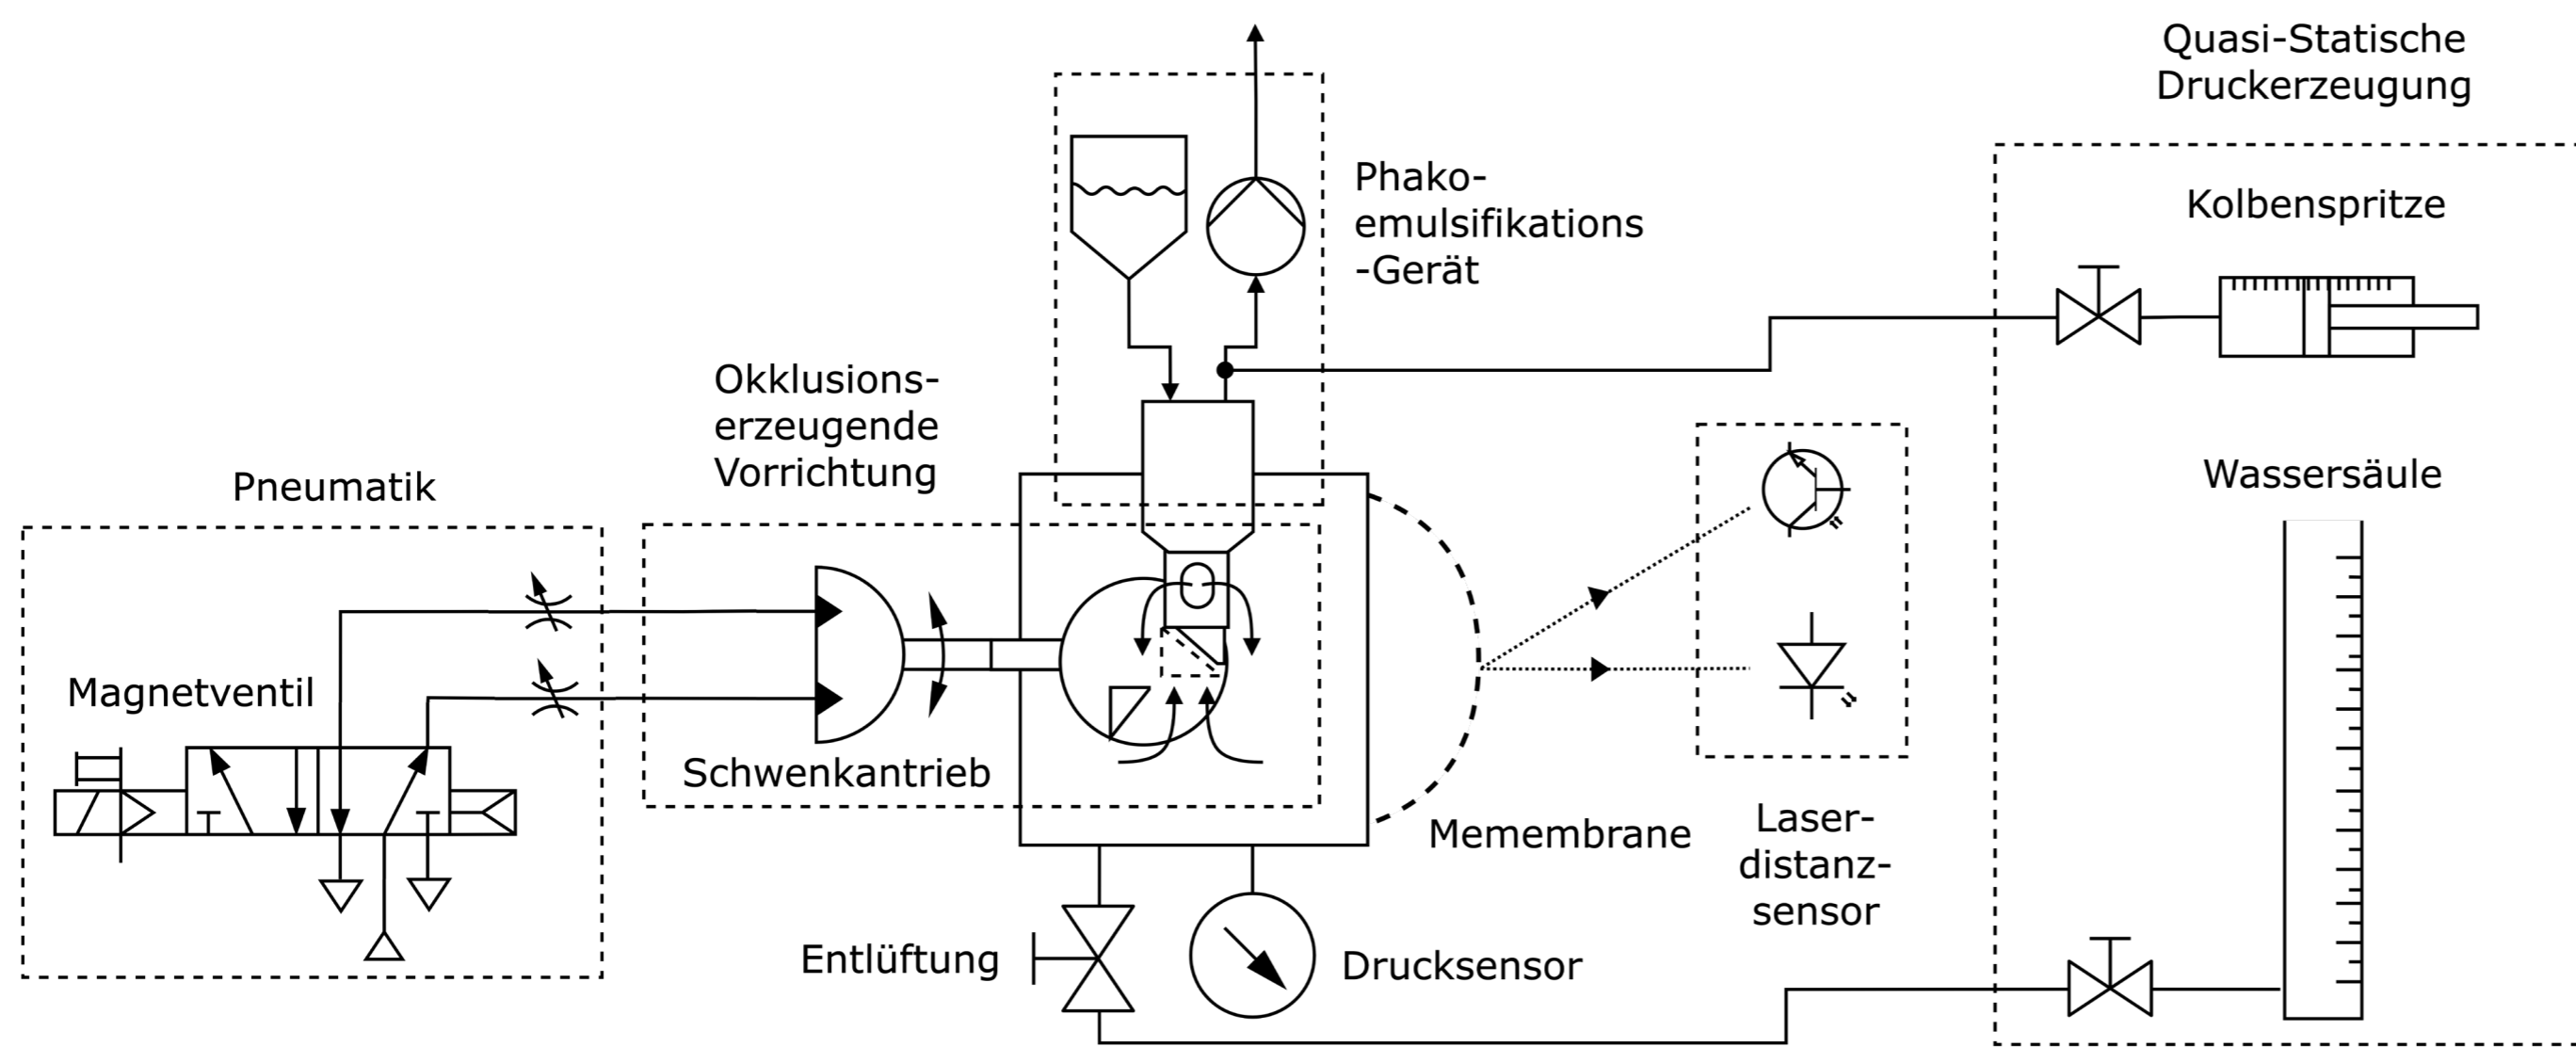 Quasi-Statische
Druckerzeugung
Phako-
emulsifikations
-Gerät
Kolbenspritze
Okklusions-
erzeugende
Vorrichtung
Pneumatik
Wassersäule
Magnetventil
Schwenkantrieb
Memembrane
Laser-
distanz-
sensor
Entlüftung
Drucksensor